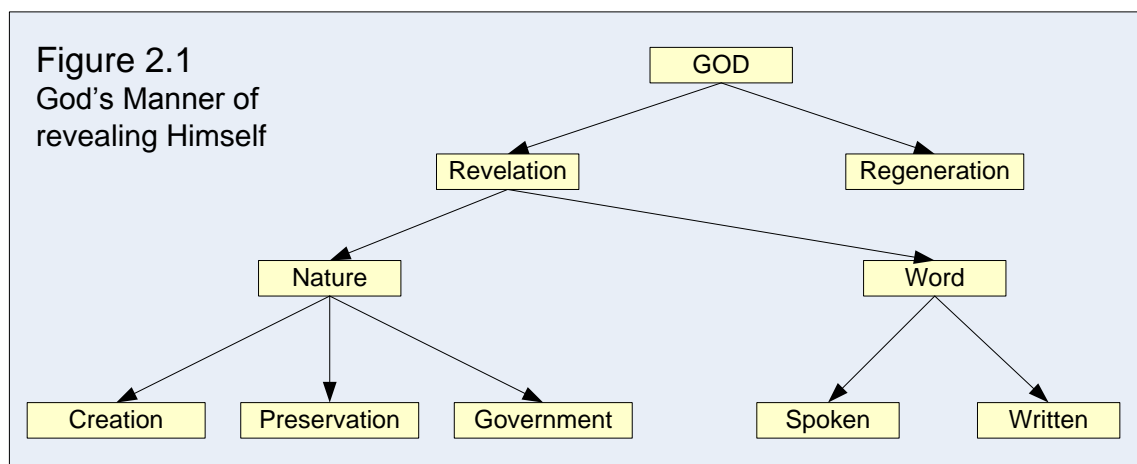 Figure 2.1
God's Manner of
revealing Himself
GOD
Revelation
Regeneration
Nature
Word
Creation
Preservation
Government
Spoken
Written